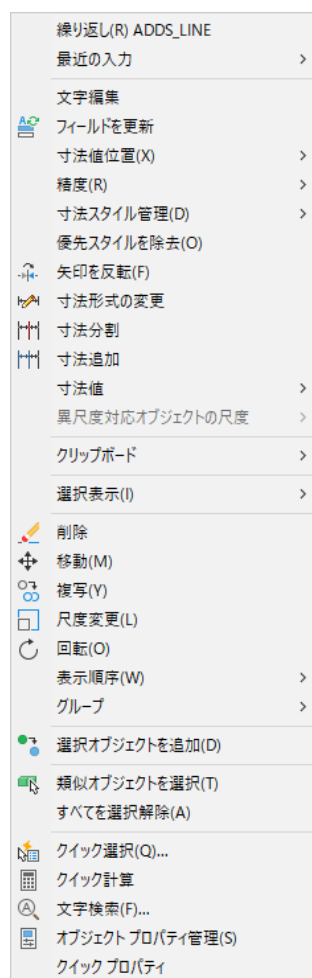 繰り返し(R) ADDS_LINE
最近の入力
文字編集
フィールドを更新
寸法値位置(X)
精度(R)
寸法スタイル管理(D)
優先スタイルを除去(O)
矢印を反転(F)
寸法形式の変更
寸法分割
寸法追加
寸法値
異尺度対応オブジェクトの尺度
クリップボード
選択表示(I)
削除
移動(M)
複写(Y)
尺度変更(L)
回転(O)
表示順序(W)
グループ
選択オブジェクトを追加(D)
類似オブジェクトを選択(T)
すべてを選択解除(A)
クイック選択(Q)...
クイック計算
文字検索(F)...
オブジェクト プロパティ管理(S)
クイック プロパティ